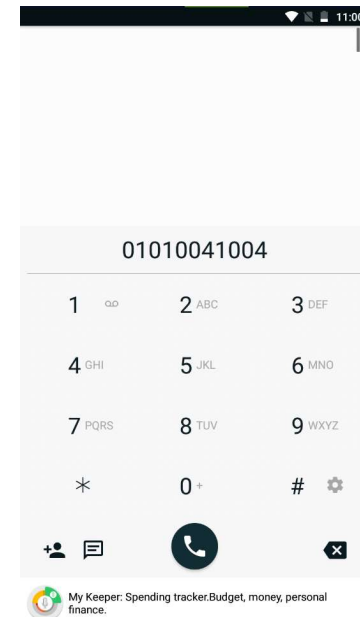 11:00
01010041004
1
2 ABC
3 DEF
4 GHI
5 JKL
6 MNO
7 PQRS
8 TUV
9 WXYZ
*
0 +
#
My Keeper: Spending tracker.Budget, money, personal
finance.